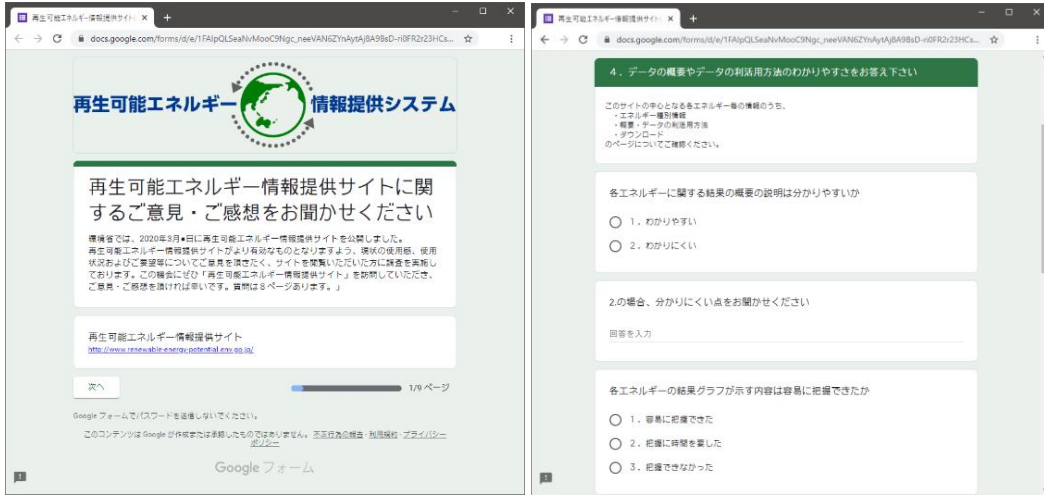 再生可能エネルギー情報提供サイト
docs.google.com/forms/d/e/1FAIpQLSeaNvMooC9Ngc_neeVAN6ZYnAytAj8A9BsD-ri0FR2r23HCs...
再生可能エネルギー 情報提供システム
再生可能エネルギー情報提供サイトに関
するご意見・ご感想をお聞かせください
環境省では、2020年3月●日に再生可能エネルギー情報提供サイトを公開しました。
再生可能エネルギー情報提供サイトがより有効なものとなりますよう、現状の使用感、使用
状況およびご要望等についてご意見を頂きたく、サイトを閲覧いただいた方に調査を実施し
ております。この機会にぜひ「再生可能エネルギー情報提供サイト」を訪問していただき、
ご意見・ご感想を頂ければ幸いです。質問は8ページあります。」
再生可能エネルギー情報提供サイト
http://www.renewable-energy-potential.env.go.jp/
次へ
1/9 ページ
Google フォームでパスワードを送信しないでください。
このコンテンツは Google が作成または承認したものではありません。 不正行為の報告 - 利用規約 - プライバシー
ポリシー
Google フォーム
再生可能エネルギー情報提供サイト
docs.google.com/forms/d/e/1FAIpQLSeaNvMooC9Ngc_neeVAN6ZYnAytAj8A9BsD-ri0FR2r23HCs...
4．データの概要やデータの利活用方法のわかりやすさをお答え下さい
このサイトの中心となる各エネルギー毎の情報のうち、
・エネルギー種別情報
・概要・データの利活用方法
・ダウンロード
のページについてご確認ください。
各エネルギーに関する結果の概要の説明は分かりやすいか
1．わかりやすい
2．わかりにくい
2.の場合、分かりにくい点をお聞かせください
回答を入力
各エネルギーの結果グラフが示す内容は容易に把握できたか
1．容易に把握できた
2．把握に時間を要した
3．把握できなかった